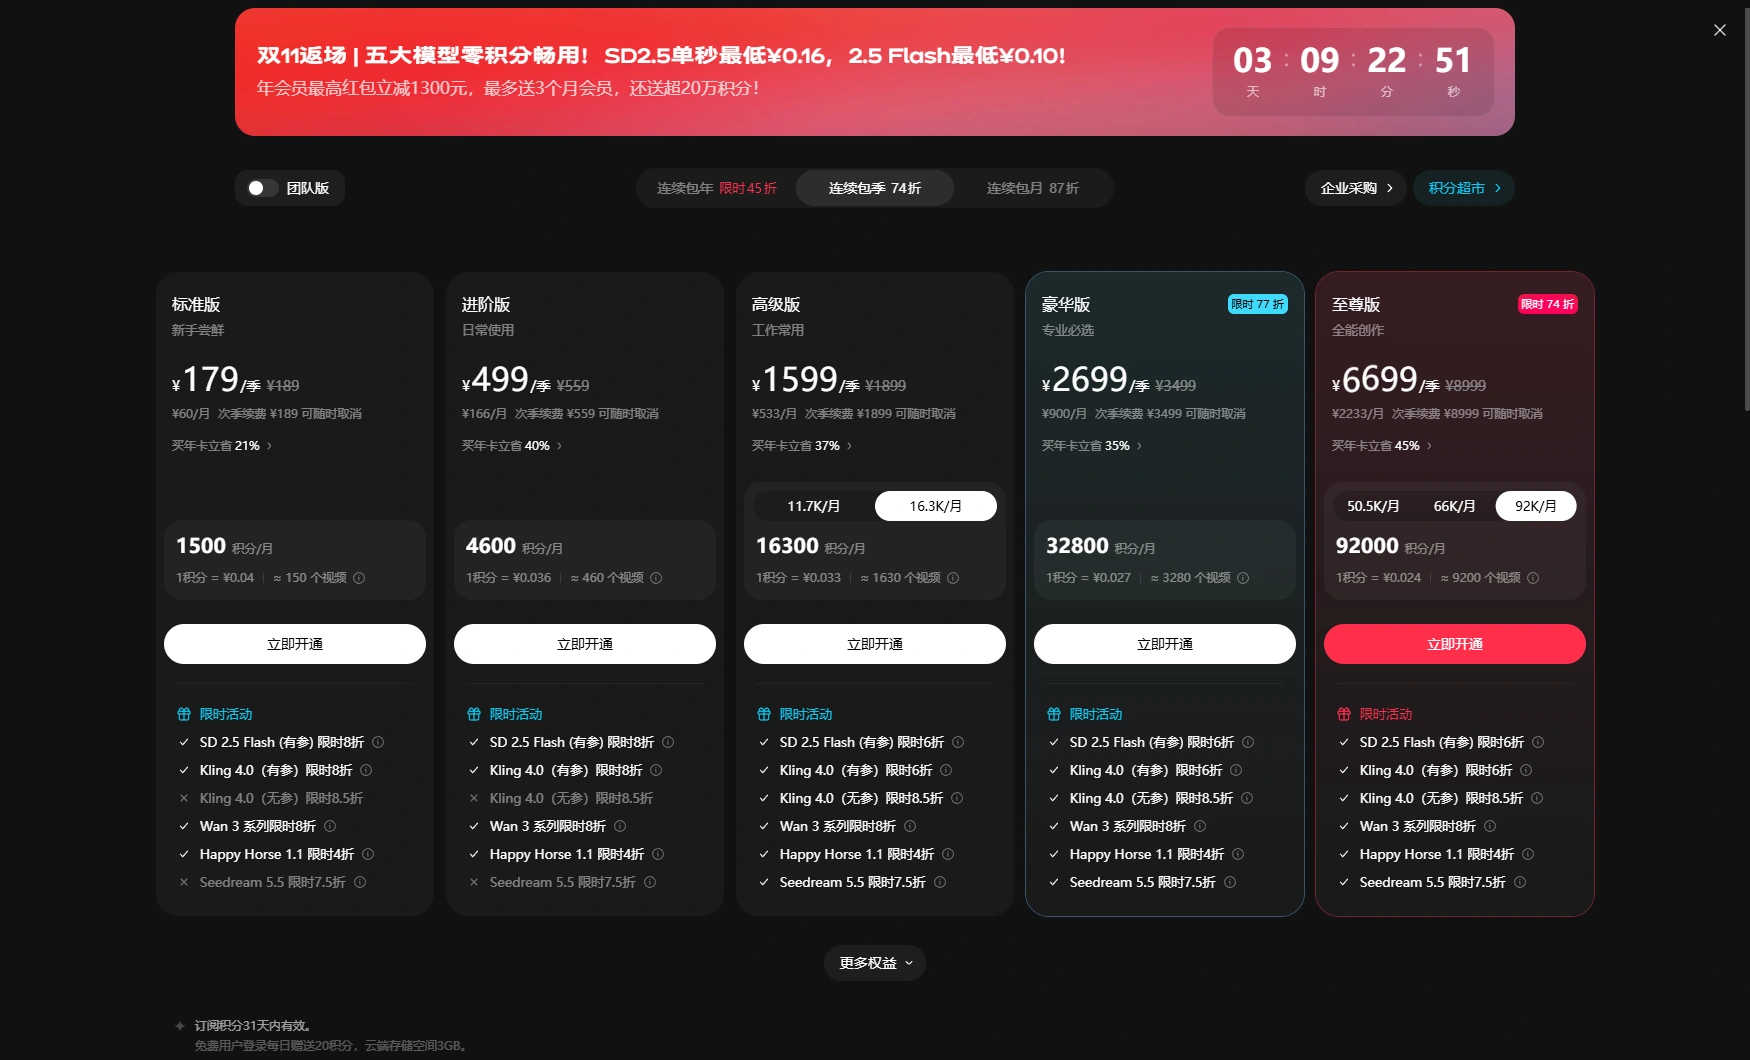 双11返场 | 五大模型零积分畅用！SD2.5单秒最低¥0.16，2.5 Flash最低¥0.10!
年会员最高红包立减1300元，最多送3个月会员，还送超20万积分！
03 : 09 : 22 : 51
天 时 分 秒
团队版
连续包年 限时45折
连续包季 74折
连续包月 87折
企业采购
积分超市
标准版
新手尝鲜
¥179/季 ¥189
¥60/月 次季续费 ¥189 可随时取消
买年卡立省 21%
1500 积分/月
1积分 = ¥0.04 | ≈ 150 个视频
立即开通
限时活动
SD 2.5 Flash (有参) 限时8折
Kling 4.0（有参）限时8折
Kling 4.0（无参）限时8.5折
Wan 3 系列限时8折
Happy Horse 1.1 限时4折
Seedream 5.5 限时7.5折
进阶版
日常使用
¥499/季 ¥559
¥166/月 次季续费 ¥559 可随时取消
买年卡立省 40%
4600 积分/月
1积分 = ¥0.036 | ≈ 460 个视频
立即开通
限时活动
SD 2.5 Flash (有参) 限时8折
Kling 4.0（有参）限时8折
Kling 4.0（无参）限时8.5折
Wan 3 系列限时8折
Happy Horse 1.1 限时4折
Seedream 5.5 限时7.5折
高级版
工作常用
¥1599/季 ¥1899
¥533/月 次季续费 ¥1899 可随时取消
买年卡立省 37%
11.7K/月 16.3K/月
16300 积分/月
1积分 = ¥0.033 | ≈ 1630 个视频
立即开通
限时活动
SD 2.5 Flash (有参) 限时6折
Kling 4.0（有参）限时6折
Kling 4.0（无参）限时8.5折
Wan 3 系列限时8折
Happy Horse 1.1 限时4折
Seedream 5.5 限时7.5折
豪华版 限时 77 折
专业必选
¥2699/季 ¥3499
¥900/月 次季续费 ¥3499 可随时取消
买年卡立省 35%
32800 积分/月
1积分 = ¥0.027 | ≈ 3280 个视频
立即开通
限时活动
SD 2.5 Flash (有参) 限时6折
Kling 4.0（有参）限时6折
Kling 4.0（无参）限时8.5折
Wan 3 系列限时8折
Happy Horse 1.1 限时4折
Seedream 5.5 限时7.5折
至尊版 限时 74 折
全能创作
¥6699/季 ¥8999
¥2233/月 次季续费 ¥8999 可随时取消
买年卡立省 45%
50.5K/月 66K/月 92K/月
92000 积分/月
1积分 = ¥0.024 | ≈ 9200 个视频
立即开通
限时活动
SD 2.5 Flash (有参) 限时6折
Kling 4.0（有参）限时6折
Kling 4.0（无参）限时8.5折
Wan 3 系列限时8折
Happy Horse 1.1 限时4折
Seedream 5.5 限时7.5折
更多权益
订阅积分31天内有效。
免费用户登录每日赠送20积分，云端存储空间3GB。